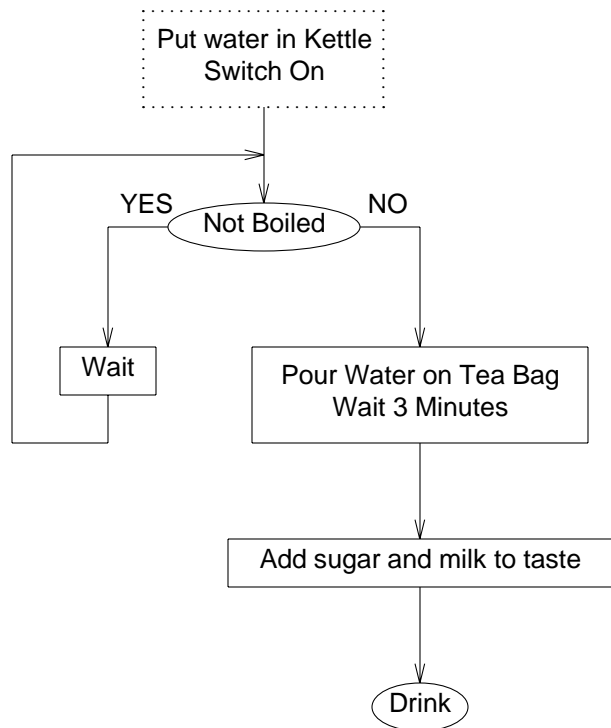 Put water in Kettle
Switch On
YES
NO
Not Boiled
Wait
Pour Water on Tea Bag
Wait 3 Minutes
Add sugar and milk to taste
Drink